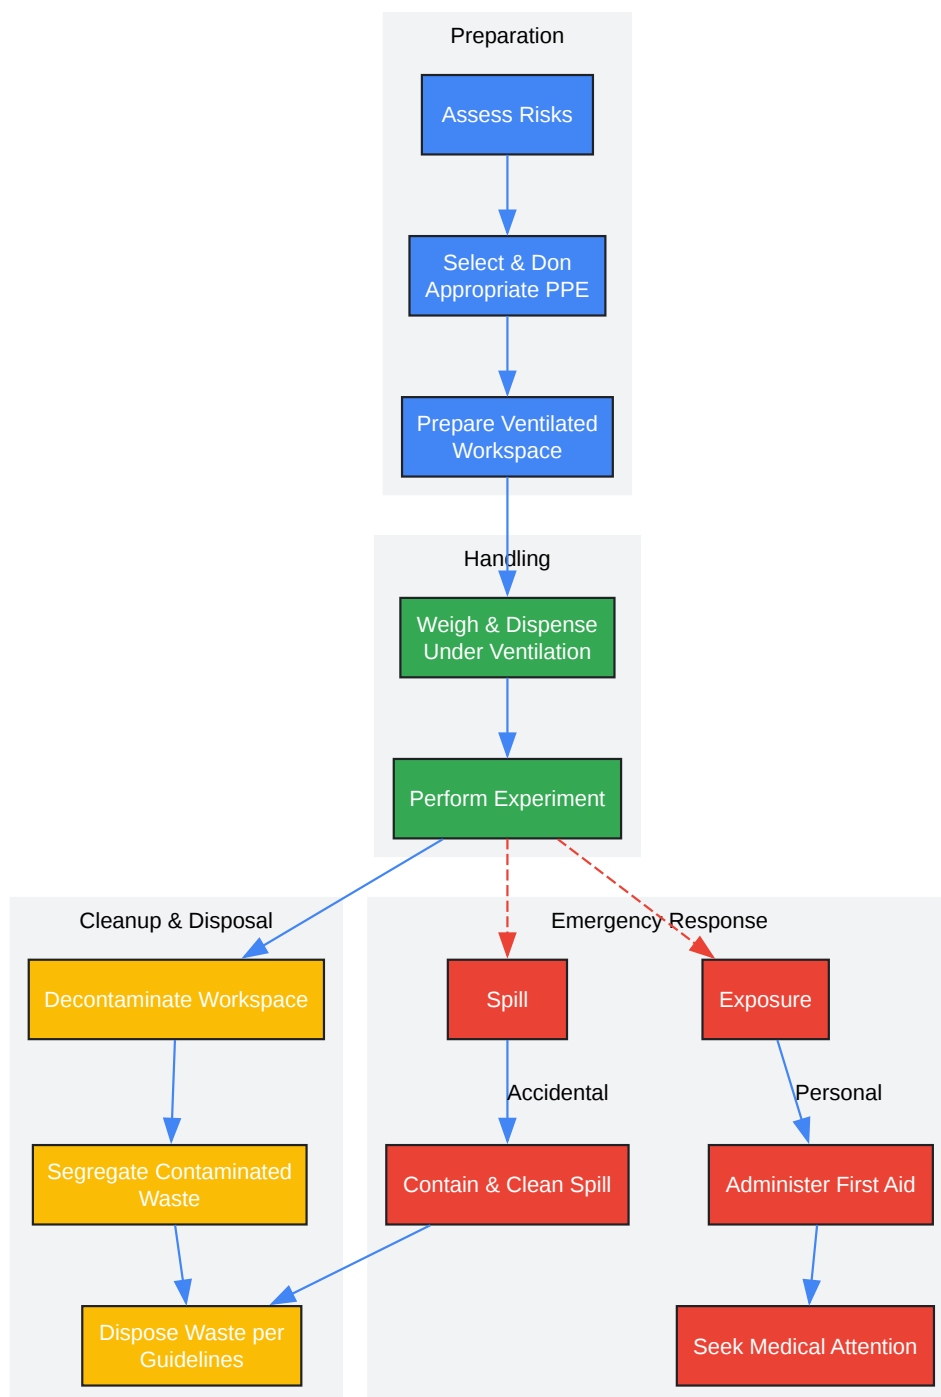 Preparation
Assess Risks
Select & Don
Appropriate PPE
Prepare Ventilated
Workspace
Handling
Weigh & Dispense
Under Ventilation
Perform Experiment
Cleanup & Disposal
Decontaminate Workspace
Segregate Contaminated
Waste
Dispose Waste per
Guidelines
Emergency Response
Spill
Accidental
Contain & Clean Spill
Exposure
Personal
Administer First Aid
Seek Medical Attention